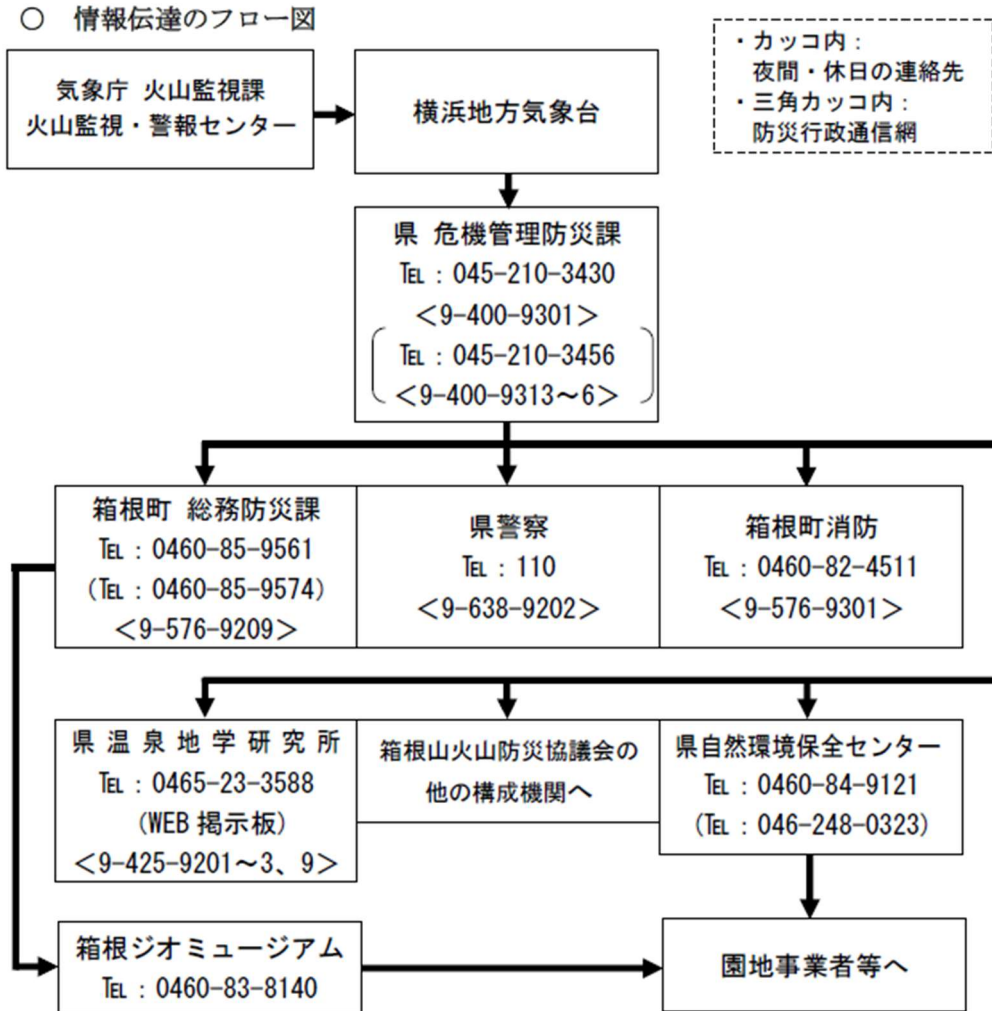 ○ 情報伝達のフロー図
・カッコ内：
夜間・休日の連絡先
・三角カッコ内：
防災行政通信網
気象庁 火山監視課
火山監視・警報センター
横浜地方気象台
県 危機管理防災課
℡：045-210-3430
＜9-400-9301＞
℡：045-210-3456
＜9-400-9313～6＞
箱根町 総務防災課
℡：0460-85-9561
（℡：0460-85-9574）
＜9-576-9209＞
県警察
℡：110
＜9-638-9202＞
箱根町消防
℡：0460-82-4511
＜9-576-9301＞
県温泉地学研究所
℡：0465-23-3588
（WEB 掲示板）
＜9-425-9201～3、9＞
箱根山火山防災協議会の
他の構成機関へ
県自然環境保全センター
℡：0460-84-9121
（℡：046-248-0323）
箱根ジオミュージアム
℡：0460-83-8140
園地事業者等へ